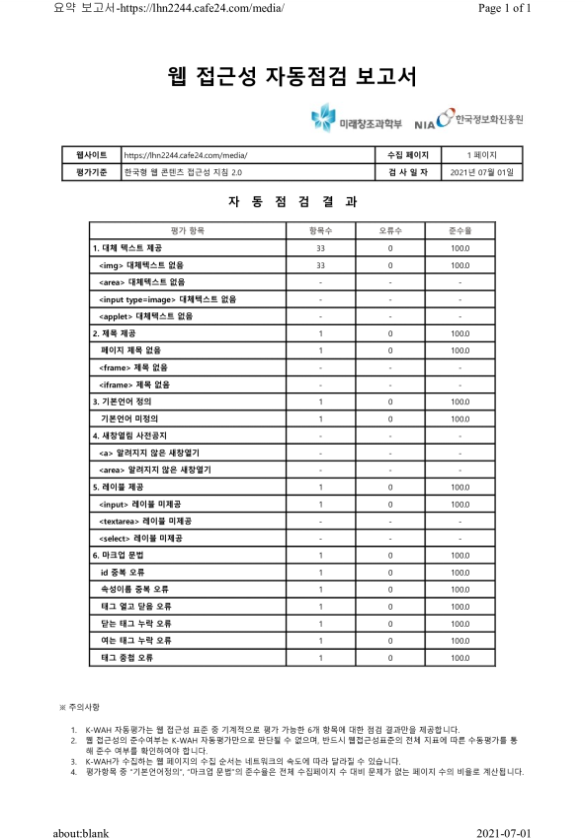 요약 보고서-https://lhn2244.cafe24.com/media/ Page 1 of 1
웹 접근성 자동점검 보고서
미래창조과학부 NIA 한국정보화진흥원
웹사이트 https://lhn2244.cafe24.com/media/ 수집 페이지 1 페이지
평가기준 한국형 웹 콘텐츠 접근성 지침 2.0 검 사 일 자 2021년 07월 01일
자 동 점 검 결 과
평가 항목 항목수 오류수 준수율
1. 대체 텍스트 제공 33 0 100.0
<img> 대체텍스트 없음 33 0 100.0
<area> 대체텍스트 없음 - - -
<input type=image> 대체텍스트 없음 - - -
<applet> 대체텍스트 없음 - - -
2. 제목 제공 1 0 100.0
페이지 제목 없음 1 0 100.0
<frame> 제목 없음 - - -
<iframe> 제목 없음 - - -
3. 기본언어 정의 1 0 100.0
기본언어 미정의 1 0 100.0
4. 새창열림 사전공지 - - -
<a> 알려지지 않은 새창열기 - - -
<area> 알려지지 않은 새창열기 - - -
5. 레이블 제공 1 0 100.0
<input> 레이블 미제공 1 0 100.0
<textarea> 레이블 미제공 - - -
<select> 레이블 미제공 - - -
6. 마크업 문법 1 0 100.0
id 중복 오류 1 0 100.0
속성이름 중복 오류 1 0 100.0
태그 열고 닫음 오류 1 0 100.0
닫는 태그 누락 오류 1 0 100.0
여는 태그 누락 오류 1 0 100.0
태그 중첩 오류 1 0 100.0
※ 주의사항
1. K-WAH 자동평가는 웹 접근성 표준 중 기계적으로 평가 가능한 6개 항목에 대한 점검 결과만을 제공합니다.
2. 웹 접근성의 준수여부는 K-WAH 자동평가만으로 판단될 수 없으며, 반드시 웹접근성표준의 전체 지표에 따른 수동평가를 통
해 준수 여부를 확인하여야 합니다.
3. K-WAH가 수집하는 웹 페이지의 수집 순서는 네트워크의 속도에 따라 달라질 수 있습니다.
4. 평가항목 중 "기본언어정의", "마크업 문법"의 준수율은 전체 수집페이지 수 대비 문제가 없는 페이지 수의 비율로 계산됩니다.
about:blank 2021-07-01